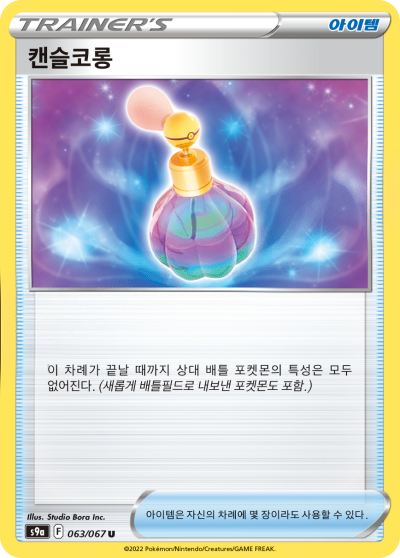 TRAINER'S 아이템
캔슬코롱
이 차례가 끝날 때까지 상대 배틀 포켓몬의 특성은 모두
없어진다. (새롭게 배틀필드로 내보낸 포켓몬도 포함.)
Illus. Studio Bora Inc.
s9a F 063/067 U
아이템은 자신의 차례에 몇 장이라도 사용할 수 있다.
©2022 Pokémon/Nintendo/Creatures/GAME FREAK.